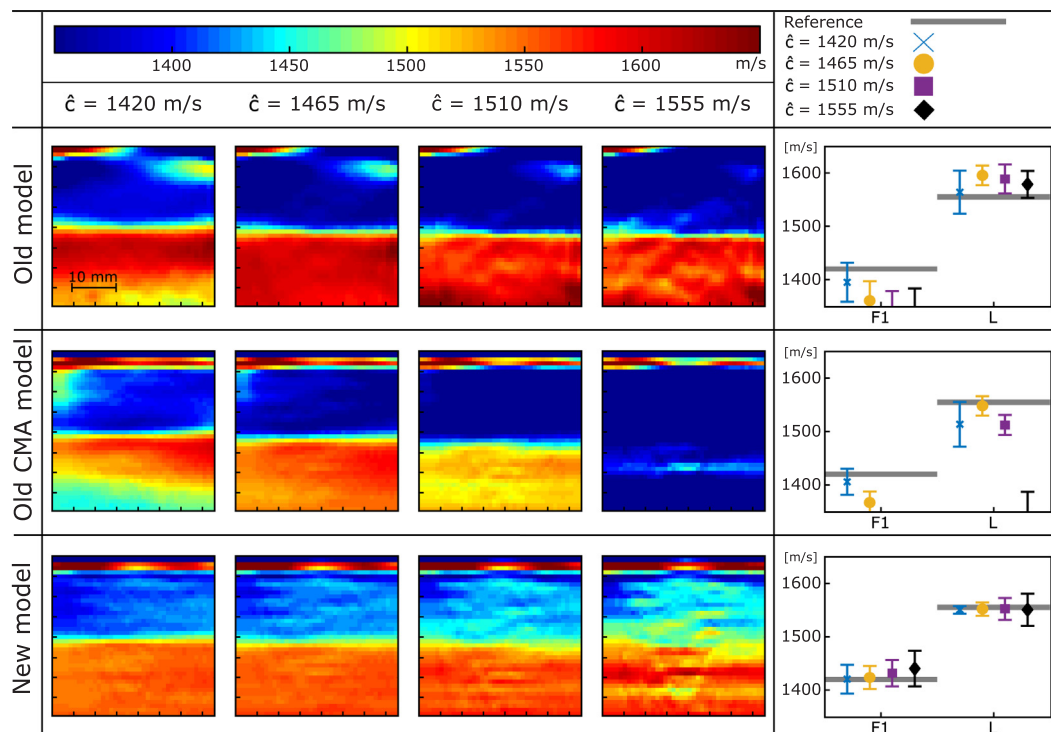 1400 1450 1500 1550 1600 m/s
ĉ = 1420 m/s ĉ = 1465 m/s ĉ = 1510 m/s ĉ = 1555 m/s
Reference
ĉ = 1420 m/s
ĉ = 1465 m/s
ĉ = 1510 m/s
ĉ = 1555 m/s
Old model
10 mm
[m/s]
1600
1500
1400
F1 L
Old CMA model
[m/s]
1600
1500
1400
F1 L
New model
[m/s]
1600
1500
1400
F1 L